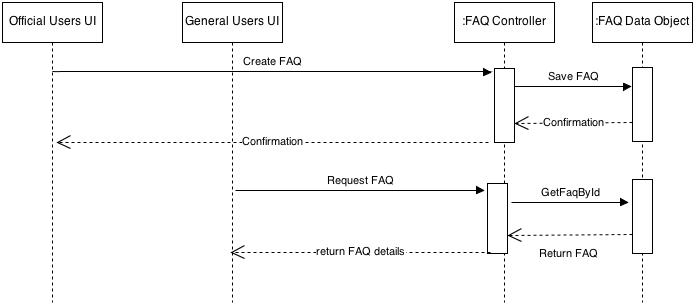 Official Users UI
General Users UI
:FAQ Controller
:FAQ Data Object
Create FAQ
Save FAQ
Confirmation
Confirmation
Request FAQ
GetFaqById
return FAQ details
Return FAQ